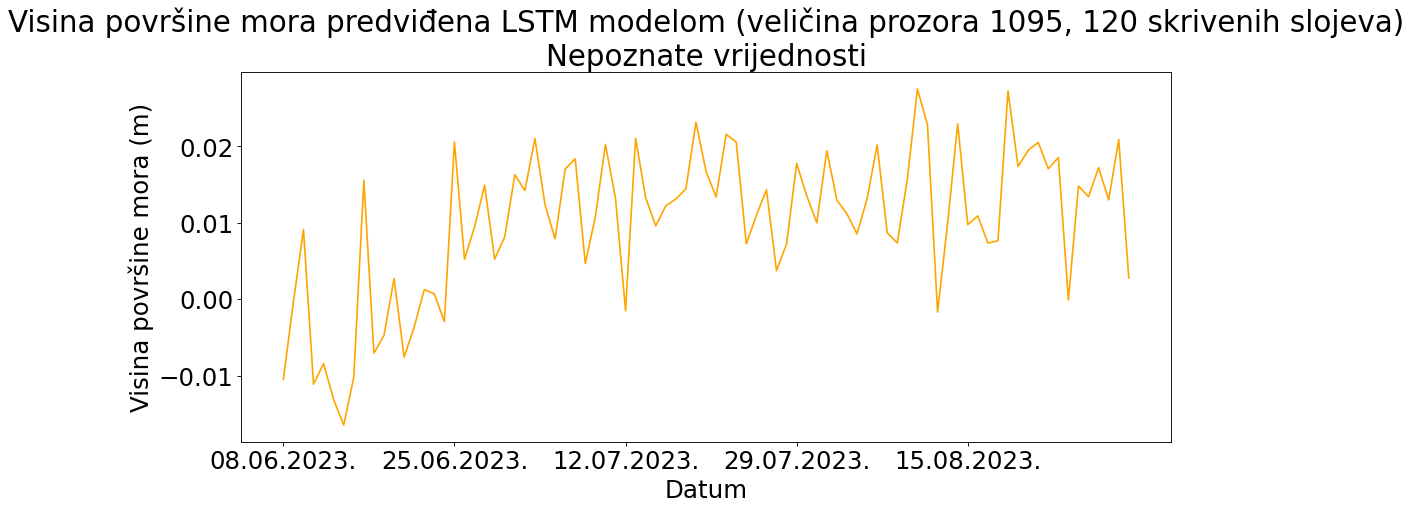 Visina površine mora predviđena LSTM modelom (veličina prozora 1095, 120 skrivenih slojeva)
Nepoznate vrijednosti
Visina površine mora (m)
0.02
0.01
0.00
−0.01
08.06.2023. 25.06.2023. 12.07.2023. 29.07.2023. 15.08.2023.
Datum